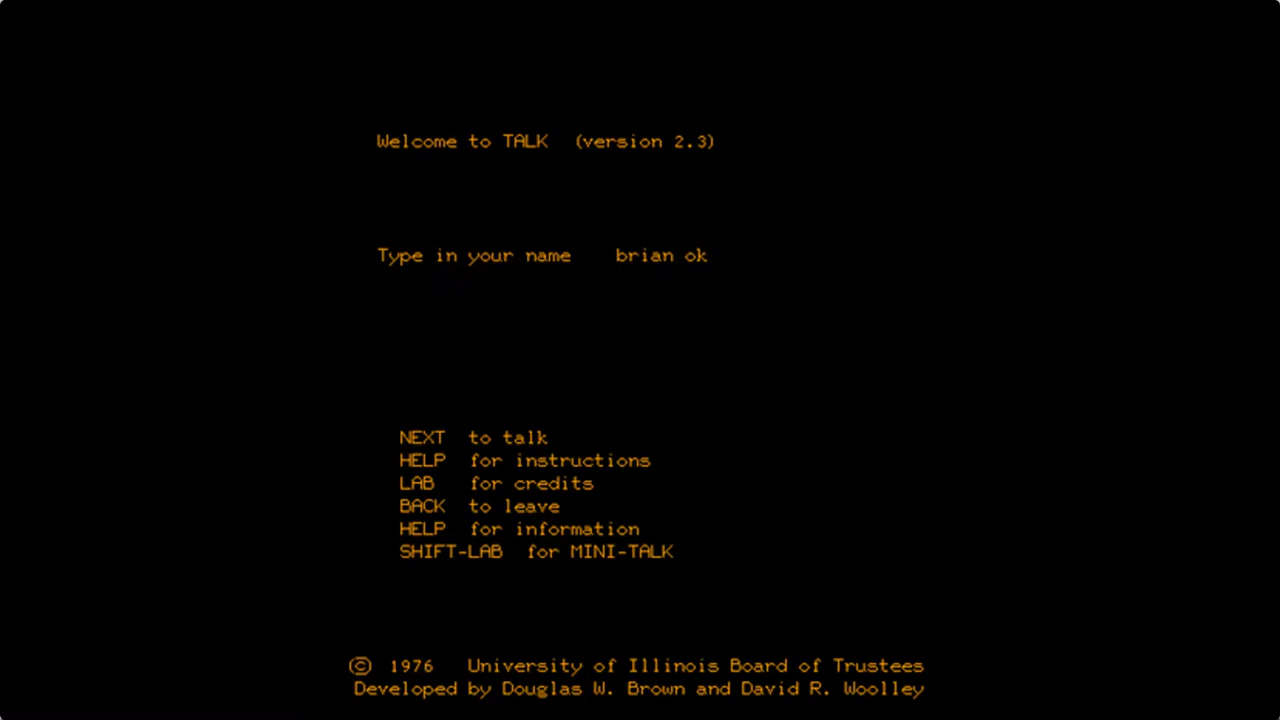 Welcome to TALK (version 2.3)
Type in your name brian ok
NEXT to talk
HELP for instructions
LAB for credits
BACK to leave
HELP for information
SHIFT-LAB for MINI-TALK
© 1976 University of Illinois Board of Trustees
Developed by Douglas W. Brown and David R. Woolley